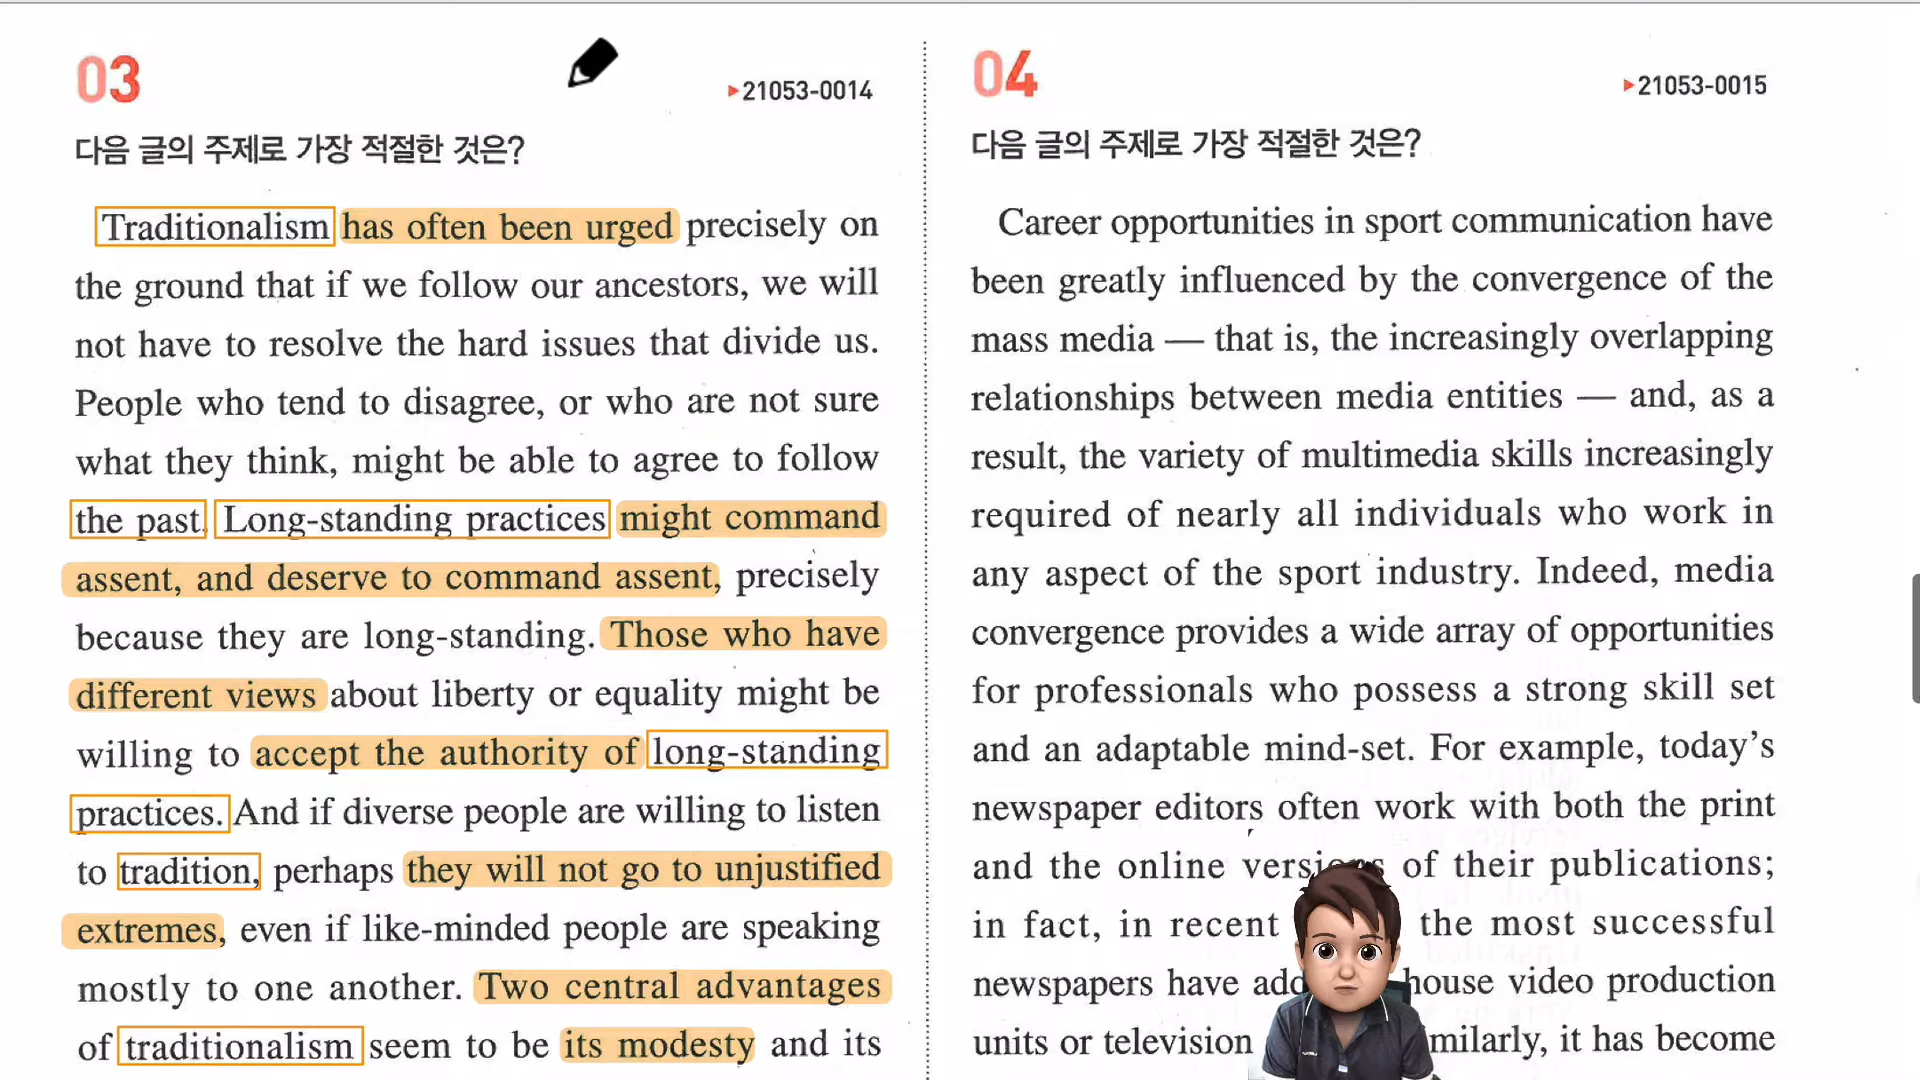 03
▶21053-0014
다음 글의 주제로 가장 적절한 것은?
Traditionalism has often been urged precisely on
the ground that if we follow our ancestors, we will
not have to resolve the hard issues that divide us.
People who tend to disagree, or who are not sure
what they think, might be able to agree to follow
the past. Long-standing practices might command
assent, and deserve to command assent, precisely
because they are long-standing. Those who have
different views about liberty or equality might be
willing to accept the authority of long-standing
practices. And if diverse people are willing to listen
to tradition, perhaps they will not go to unjustified
extremes, even if like-minded people are speaking
mostly to one another. Two central advantages
of traditionalism seem to be its modesty and its
04
▶21053-0015
다음 글의 주제로 가장 적절한 것은?
Career opportunities in sport communication have
been greatly influenced by the convergence of the
mass media — that is, the increasingly overlapping
relationships between media entities — and, as a
result, the variety of multimedia skills increasingly
required of nearly all individuals who work in
any aspect of the sport industry. Indeed, media
convergence provides a wide array of opportunities
for professionals who possess a strong skill set
and an adaptable mind-set. For example, today's
newspaper editors often work with both the print
and the online versions of their publications;
in fact, in recent the most successful
newspapers have house video production
units or television it has become